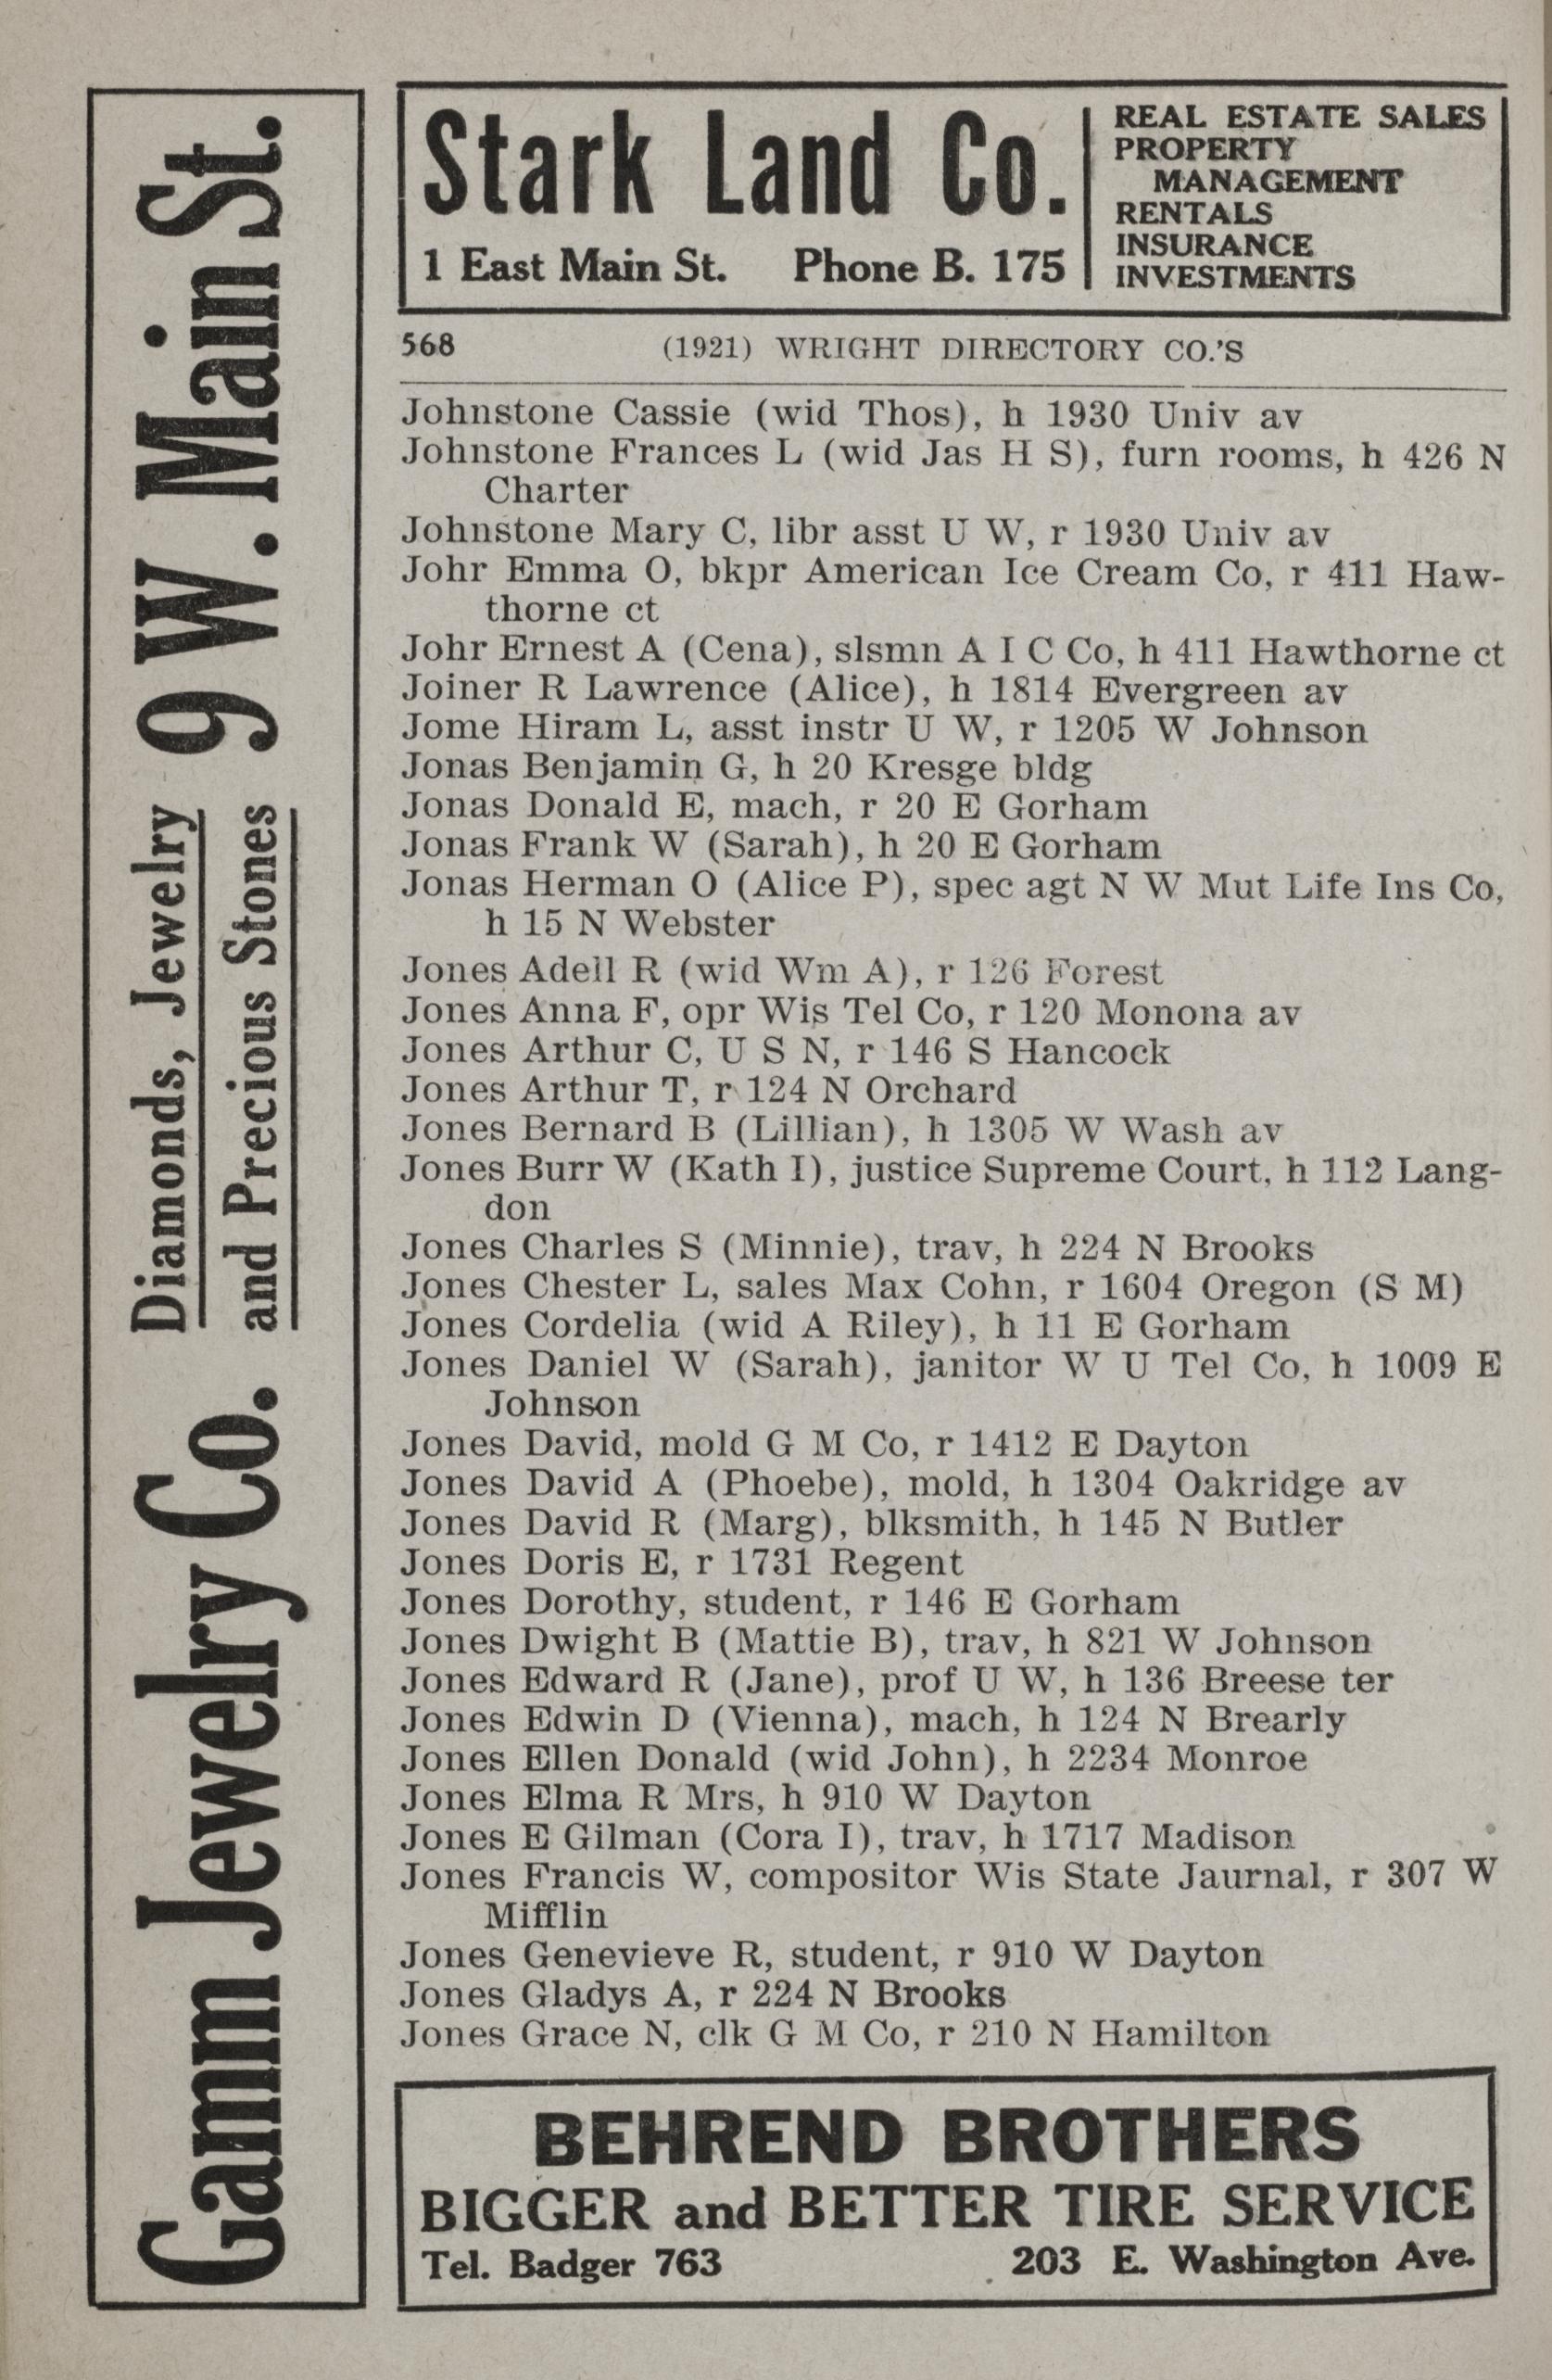 Gamm Jewelry Co. Diamonds, Jewelry and Precious Stones 9 W. Main St.
Stark Land Co.
1 East Main St. Phone B. 175
REAL ESTATE SALES
PROPERTY
MANAGEMENT
RENTALS
INSURANCE
INVESTMENTS
568 (1921) WRIGHT DIRECTORY CO.'S
Johnstone Cassie (wid Thos), h 1930 Univ av
Johnstone Frances L (wid Jas H S), furn rooms, h 426 N
Charter
Johnstone Mary C, libr asst U W, r 1930 Univ av
Johr Emma O, bkpr American Ice Cream Co, r 411 Haw-
thorne ct
Johr Ernest A (Cena), slsmn A I C Co, h 411 Hawthorne ct
Joiner R Lawrence (Alice), h 1814 Evergreen av
Jome Hiram L, asst instr U W, r 1205 W Johnson
Jonas Benjamin G, h 20 Kresge bldg
Jonas Donald E, mach, r 20 E Gorham
Jonas Frank W (Sarah), h 20 E Gorham
Jonas Herman O (Alice P), spec agt N W Mut Life Ins Co,
h 15 N Webster
Jones Adell R (wid Wm A), r 126 Forest
Jones Anna F, opr Wis Tel Co, r 120 Monona av
Jones Arthur C, U S N, r 146 S Hancock
Jones Arthur T, r 124 N Orchard
Jones Bernard B (Lillian), h 1305 W Wash av
Jones Burr W (Kath I), justice Supreme Court, h 112 Lang-
don
Jones Charles S (Minnie), trav, h 224 N Brooks
Jones Chester L, sales Max Cohn, r 1604 Oregon (S M)
Jones Cordelia (wid A Riley), h 11 E Gorham
Jones Daniel W (Sarah), janitor W U Tel Co, h 1009 E
Johnson
Jones David, mold G M Co, r 1412 E Dayton
Jones David A (Phoebe), mold, h 1304 Oakridge av
Jones David R (Marg), blksmith, h 145 N Butler
Jones Doris E, r 1731 Regent
Jones Dorothy, student, r 146 E Gorham
Jones Dwight B (Mattie B), trav, h 821 W Johnson
Jones Edward R (Jane), prof U W, h 136 Breese ter
Jones Edwin D (Vienna), mach, h 124 N Brearly
Jones Ellen Donald (wid John), h 2234 Monroe
Jones Elma R Mrs, h 910 W Dayton
Jones E Gilman (Cora I), trav, h 1717 Madison
Jones Francis W, compositor Wis State Jaurnal, r 307 W
Mifflin
Jones Genevieve R, student, r 910 W Dayton
Jones Gladys A, r 224 N Brooks
Jones Grace N, clk G M Co, r 210 N Hamilton
BEHREND BROTHERS
BIGGER and BETTER TIRE SERVICE
Tel. Badger 763 203 E. Washington Ave.